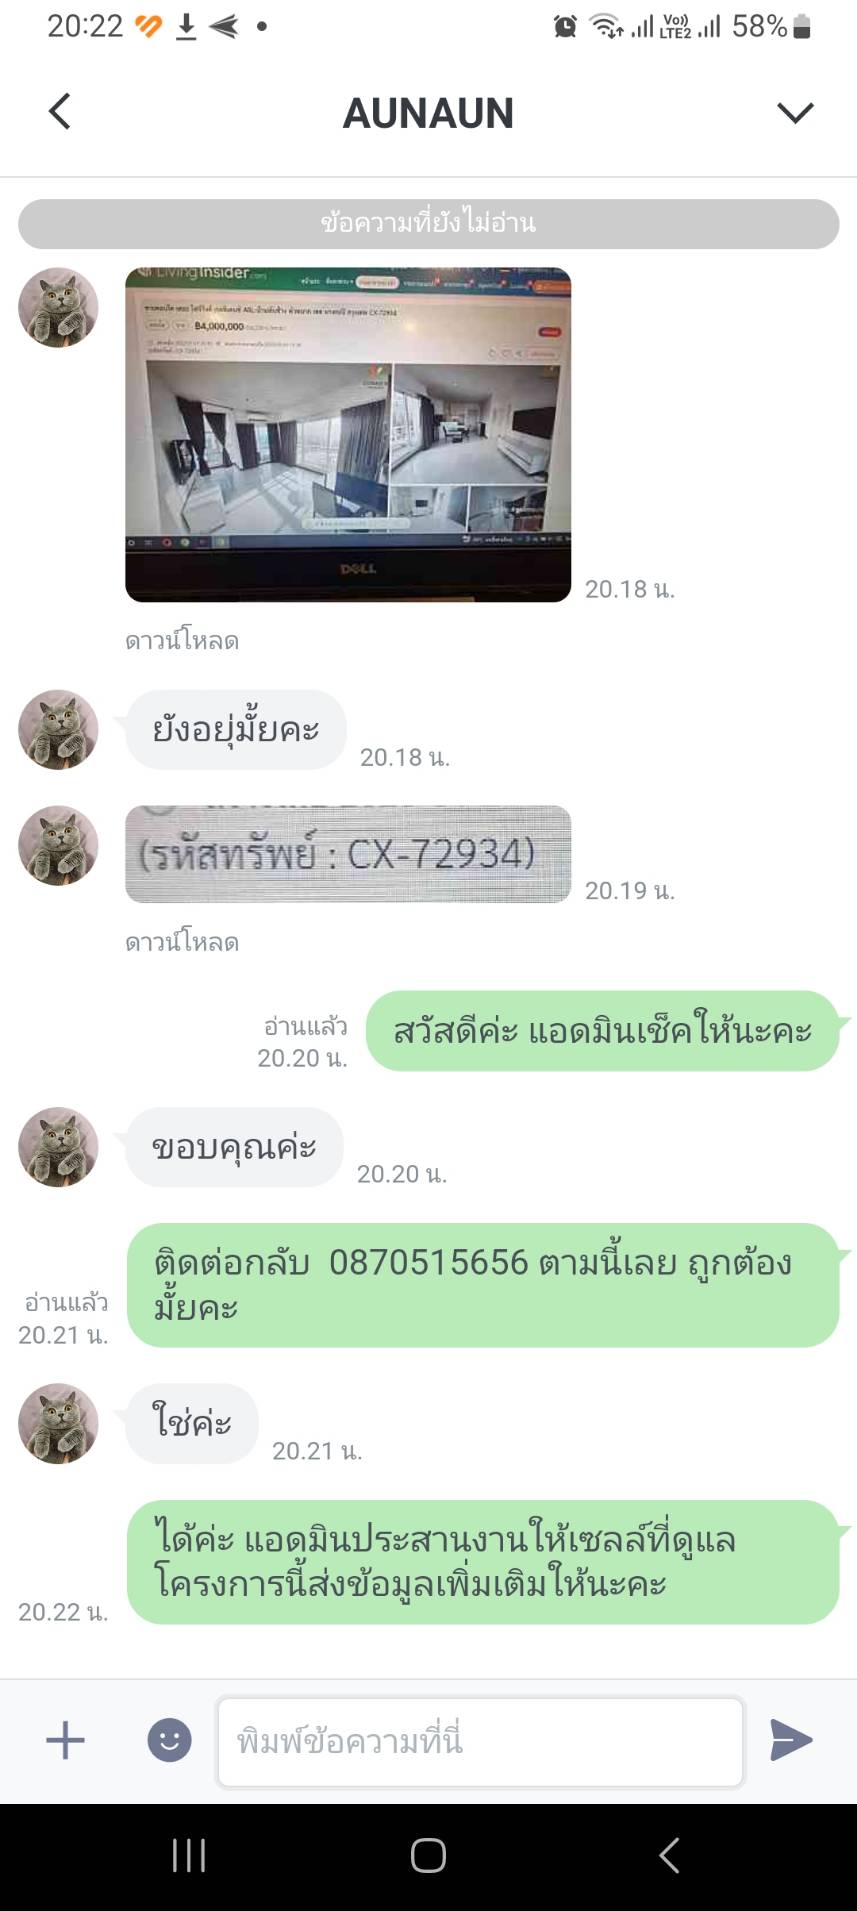 20:22
Vo))
LTE2
58%
AUNAUN
ข้อความที่ยังไม่อ่าน
LivingInsider.com
฿4,000,000
DELL
20.18 น.
ดาวน์โหลด
ยังอยุ่มั้ยคะ
20.18 น.
(รหัสทรัพย์ : CX-72934)
20.19 น.
ดาวน์โหลด
สวัสดีค่ะ แอดมินเช็คให้นะคะ
อ่านแล้ว
20.20 น.
ขอบคุณค่ะ
20.20 น.
ติดต่อกลับ 0870515656 ตามนี้เลย ถูกต้อง
มั้ยคะ
อ่านแล้ว
20.21 น.
ใช่ค่ะ
20.21 น.
ได้ค่ะ แอดมินประสานงานให้เซลล์ที่ดูแล
โครงการนี้ส่งข้อมูลเพิ่มเติมให้นะคะ
20.22 น.
พิมพ์ข้อความที่นี่